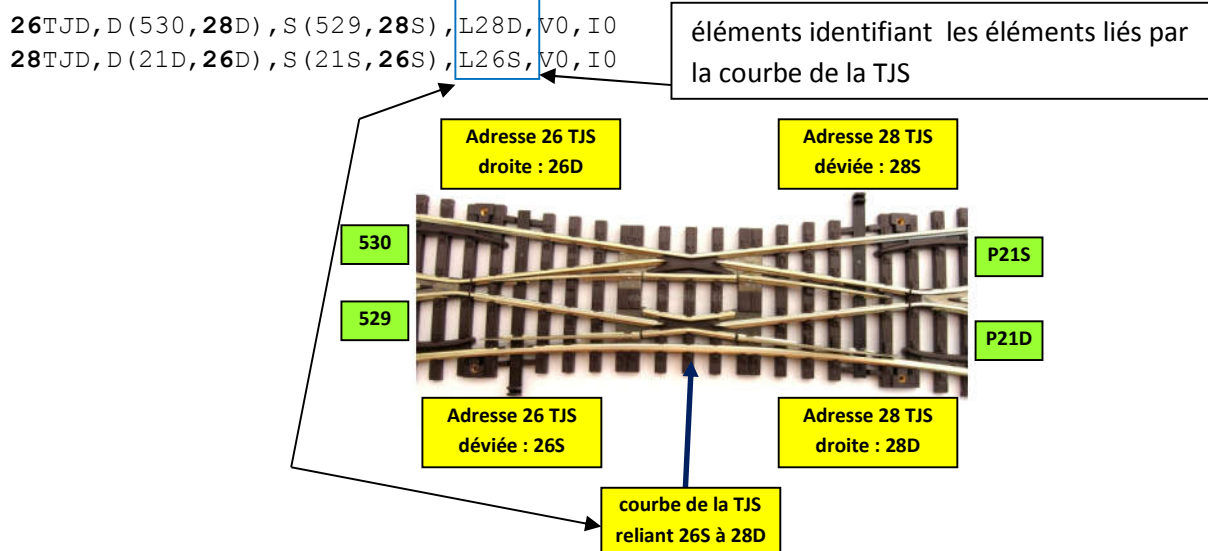 26TJD,D(530,28D),S(529,28S),L28D,V0,I0
28TJD,D(21D,26D),S(21S,26S),L26S,V0,I0
éléments identifiant les éléments liés par
la courbe de la TJS
Adresse 26 TJS
droite : 26D
Adresse 28 TJS
déviée : 28S
530
P21S
529
P21D
Adresse 26 TJS
déviée : 26S
Adresse 28 TJS
droite : 28D
courbe de la TJS
reliant 26S à 28D